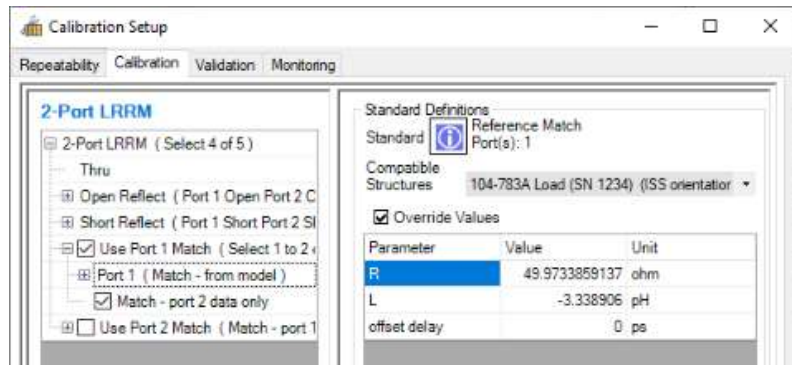 Calibration Setup
Repeatability Calibration Validation Monitoring
2-Port LRRM
2-Port LRRM ( Select 4 of 5 )
Thru
Open Reflect ( Port 1 Open Port 2 C
Short Reflect ( Port 1 Short Port 2 Sl
Use Port 1 Match ( Select 1 to 2
Port 1 ( Match - from model )
Match - port 2 data only
Use Port 2 Match ( Match - port 1
Standard Definitions
Standard
Reference Match
Port(s): 1
Compatible
Structures
104-783A Load (SN 1234) (ISS orientation
Override Values
Parameter Value Unit
R 49.9733859137 ohm
L -3.338906 pH
offset delay 0 ps